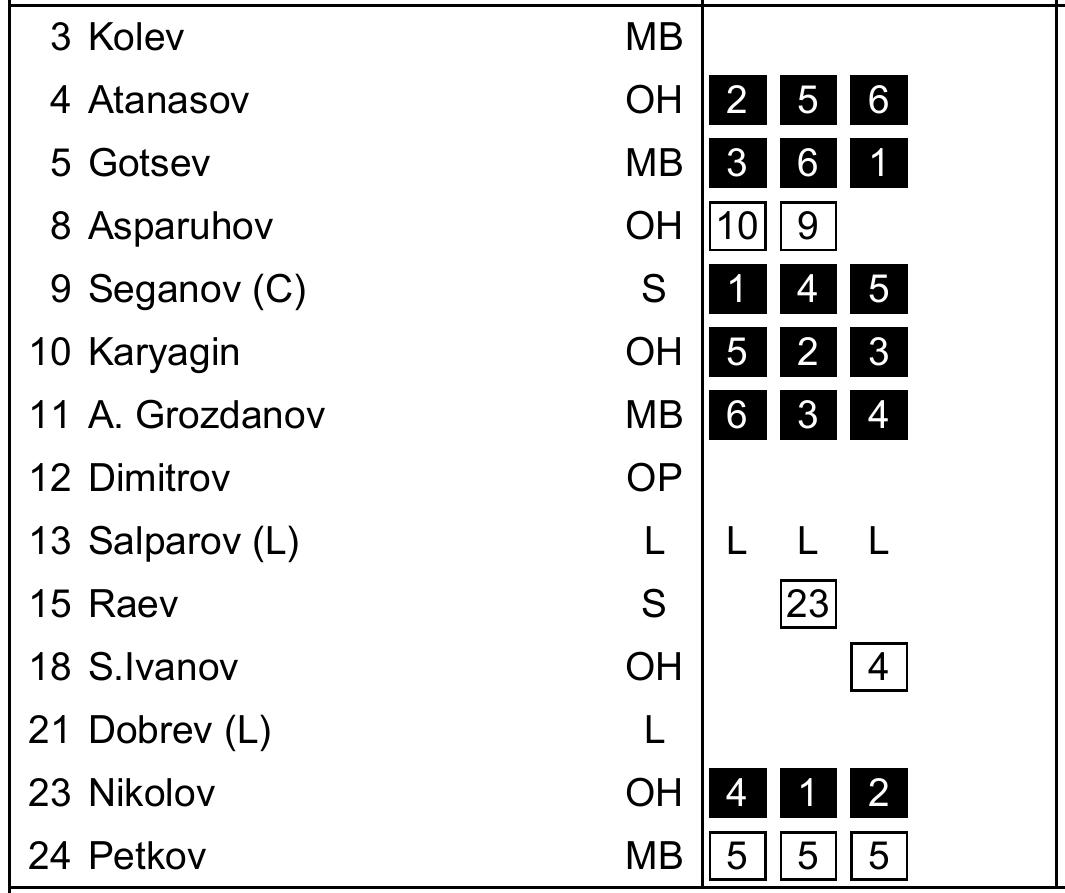 3 Kolev MB
4 Atanasov OH 2 5 6
5 Gotsev MB 3 6 1
8 Asparuhov OH 10 9
9 Seganov (C) S 1 4 5
10 Karyagin OH 5 2 3
11 A. Grozdanov MB 6 3 4
12 Dimitrov OP
13 Salparov (L) L L L L
15 Raev S 23
18 S.Ivanov OH 4
21 Dobrev (L) L
23 Nikolov OH 4 1 2
24 Petkov MB 5 5 5